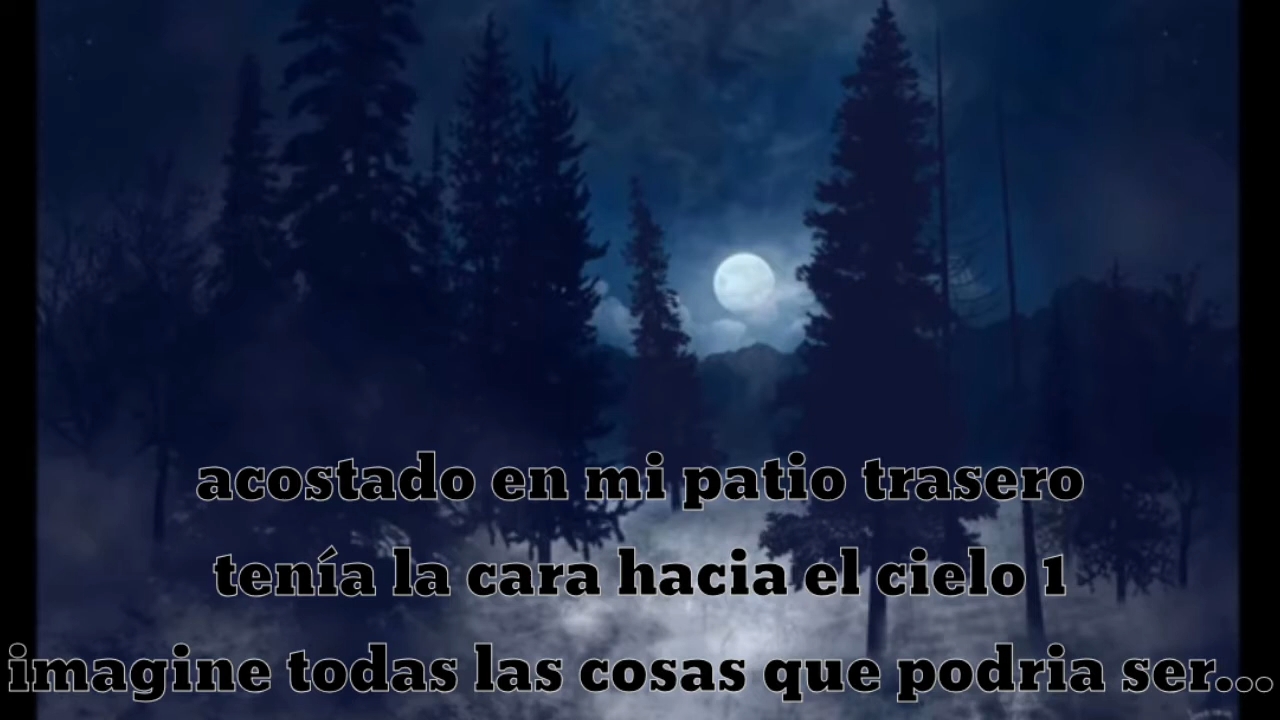 acostado en mi patio trasero
tenía la cara hacia el cielo 1
imagine todas las cosas que podria ser...